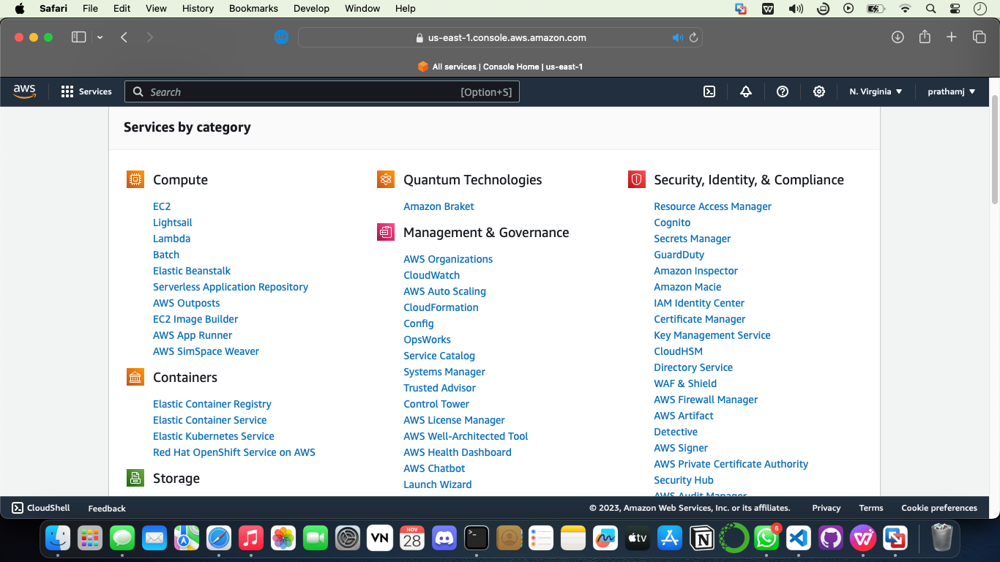 Safari File Edit View History Bookmarks Develop Window Help
us-east-1.console.aws.amazon.com
All services | Console Home | us-east-1
aws Services Search [Option+S] N. Virginia prathamj
Services by category
Compute
EC2
Lightsail
Lambda
Batch
Elastic Beanstalk
Serverless Application Repository
AWS Outposts
EC2 Image Builder
AWS App Runner
AWS SimSpace Weaver
Containers
Elastic Container Registry
Elastic Container Service
Elastic Kubernetes Service
Red Hat OpenShift Service on AWS
Storage
Quantum Technologies
Amazon Braket
Management & Governance
AWS Organizations
CloudWatch
AWS Auto Scaling
CloudFormation
Config
OpsWorks
Service Catalog
Systems Manager
Trusted Advisor
Control Tower
AWS License Manager
AWS Well-Architected Tool
AWS Health Dashboard
AWS Chatbot
Launch Wizard
Security, Identity, & Compliance
Resource Access Manager
Cognito
Secrets Manager
GuardDuty
Amazon Inspector
Amazon Macie
IAM Identity Center
Certificate Manager
Key Management Service
CloudHSM
Directory Service
WAF & Shield
AWS Firewall Manager
AWS Artifact
Detective
AWS Signer
AWS Private Certificate Authority
Security Hub
AWS Audit Manager
CloudShell Feedback © 2023, Amazon Web Services, Inc. or its affiliates. Privacy Terms Cookie preferences
VN
NOV
28
tv
6